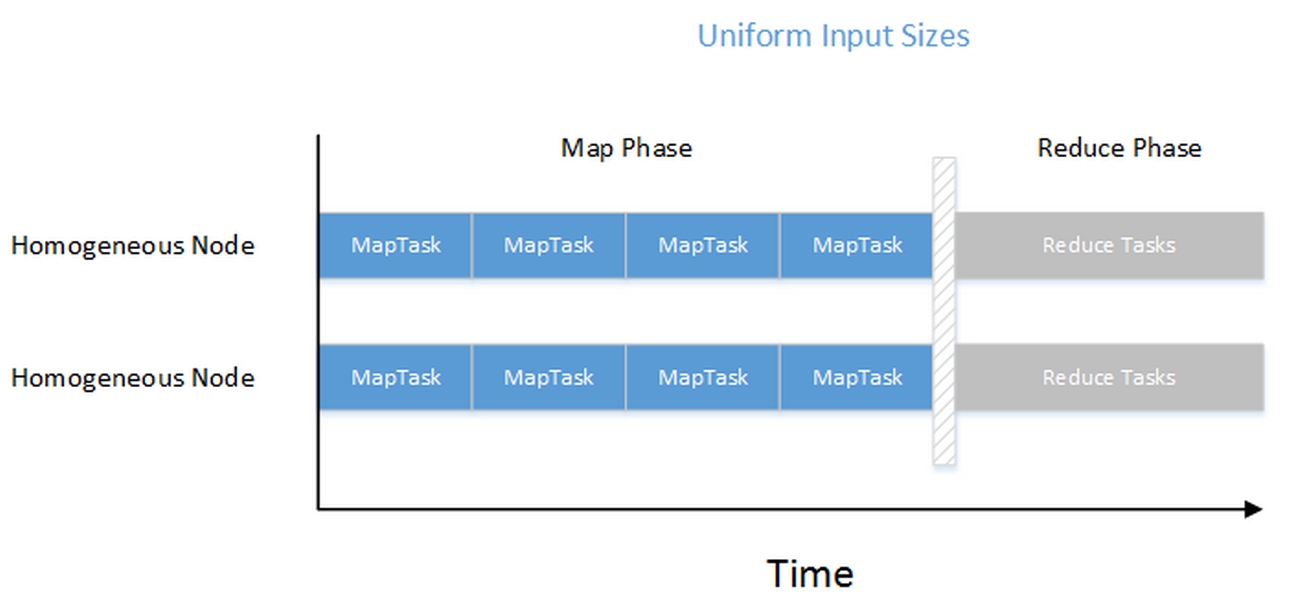 Uniform Input Sizes
Map Phase Reduce Phase
Homogeneous Node MapTask MapTask MapTask MapTask Reduce Tasks
Homogeneous Node MapTask MapTask MapTask MapTask Reduce Tasks
Time